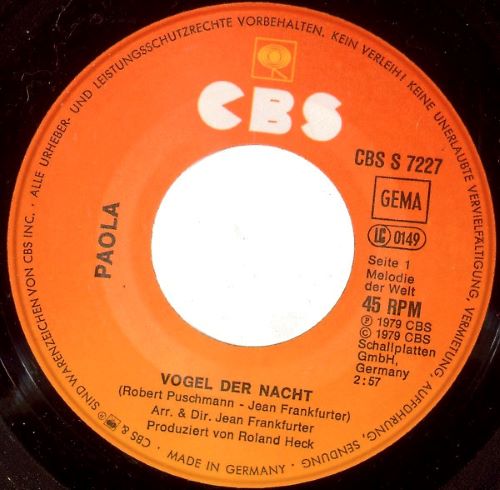 ALLE URHEBER- UND LEISTUNGSSCHUTZRECHTE VORBEHALTEN. KEIN VERLEIH! KEINE UNERLAUBTE VERVIELFÄLTIGUNG, VERMIETUNG, AUFFÜHRUNG, SENDUNG
CBS
CBS S 7227
GEMA
LC 0149
PAOLA
Seite 1
Melodie
der Welt
45 RPM
Ⓟ 1979 CBS
© 1979 CBS
Schallplatten
GmbH,
Germany
2:57
VOGEL DER NACHT
(Robert Puschmann - Jean Frankfurter)
Arr. & Dir. Jean Frankfurter
Produziert von Roland Heck
CBS & ® SIND WARENZEICHEN VON CBS INC. ·
· MADE IN GERMANY ·